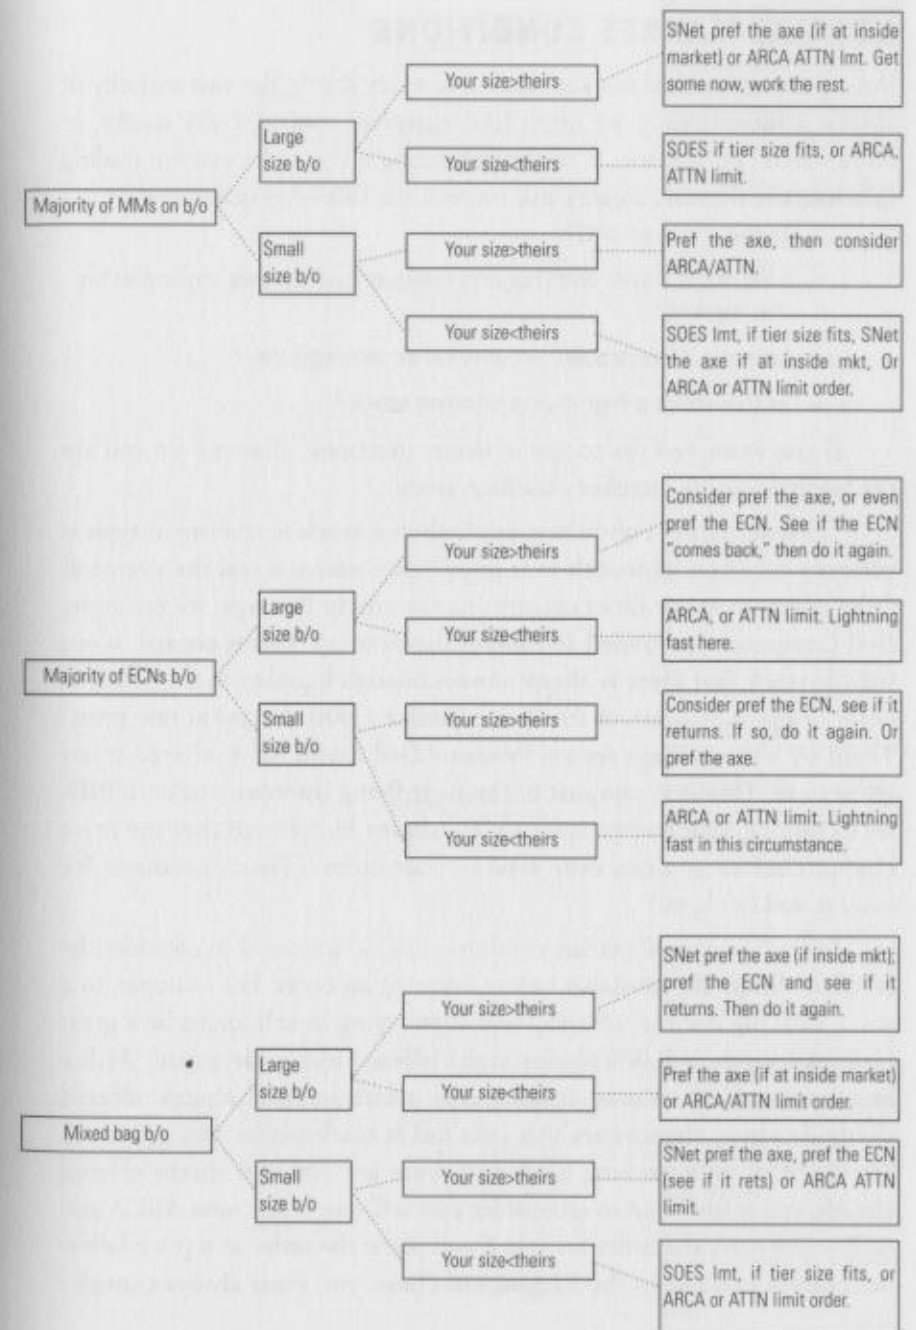 SNet pref the axe (if at inside
market) or ARCA ATTN lmt. Get
some now, work the rest.
Your size>theirs
Large
size b/o
Your size<theirs
SOES if tier size fits, or ARCA,
ATTN limit.
Majority of MMs on b/o
Small
size b/o
Your size>theirs
Pref the axe, then consider
ARCA/ATTN.
Your size<theirs
SOES lmt, if tier size fits, SNet
the axe if at inside mkt, Or
ARCA or ATTN limit order.
Consider pref the axe, or even
pref the ECN. See if the ECN
"comes back," then do it again.
Your size>theirs
Large
size b/o
Your size<theirs
ARCA, or ATTN limit. Lightning
fast here.
Majority of ECNs b/o
Small
size b/o
Your size>theirs
Consider pref the ECN, see if it
returns. If so, do it again. Or
pref the axe.
Your size<theirs
ARCA or ATTN limit. Lightning
fast in this circumstance.
SNet pref the axe (if inside mkt);
pref the ECN and see if it
returns. Then do it again.
Your size>theirs
Large
size b/o
Your size<theirs
Pref the axe (if at inside market)
or ARCA/ATTN limit order.
Mixed bag b/o
Small
size b/o
Your size>theirs
SNet pref the axe, pref the ECN
(see if it rets) or ARCA ATTN
limit.
Your size<theirs
SOES lmt, if tier size fits, or
ARCA or ATTN limit order.